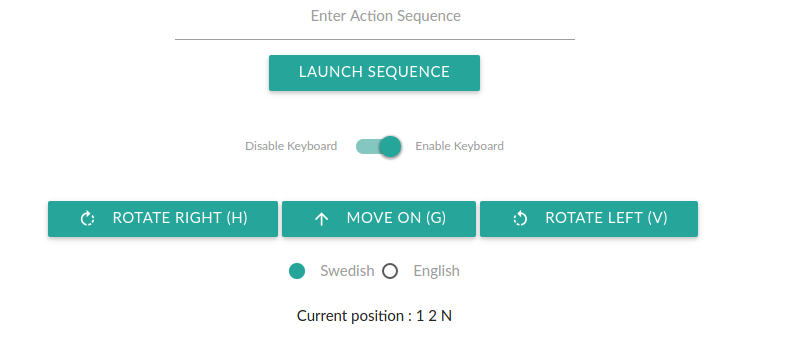 Enter Action Sequence
LAUNCH SEQUENCE
Disable Keyboard Enable Keyboard
ROTATE RIGHT (H) MOVE ON (G) ROTATE LEFT (V)
Swedish English
Current position : 1 2 N